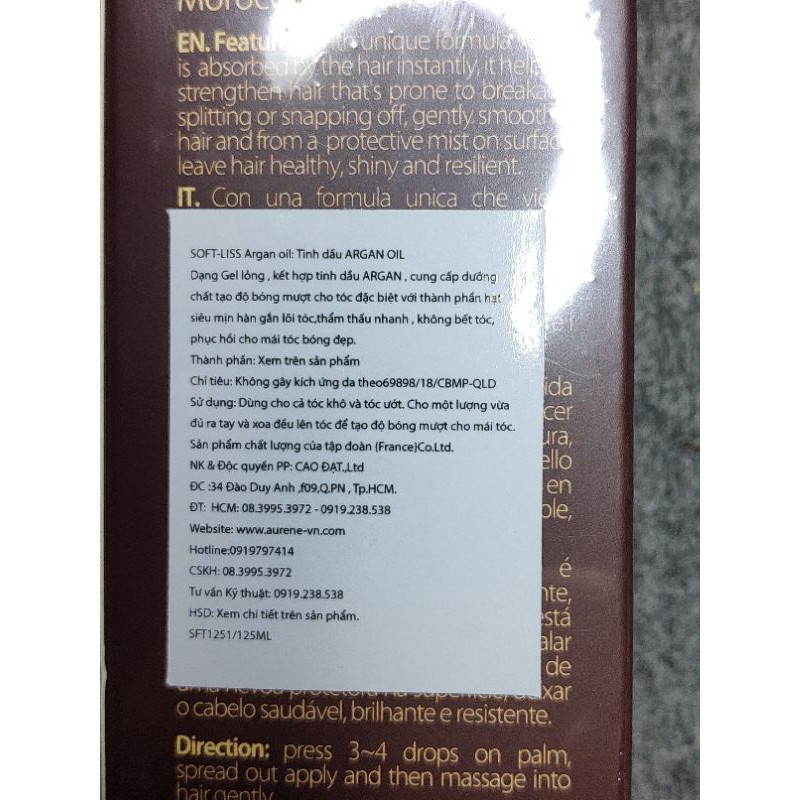 EN. with unique formula
is absorbed by the hair instantly, it
strengthen hair that's prone to
splitting or snapping off, gently smooth
hair and from a protective mist on
leave hair healthy, shiny and resilient.
IT. Con una formula unica che
SOFT-LISS Argan oil: Tinh dầu ARGAN OIL
Dạng Gel lỏng , kết hợp tinh dầu ARGAN , cung cấp dưỡng
chất tạo độ bóng mượt cho tóc đặc biệt với thành phần hạt
siêu mịn hàn gắn lõi tóc,thẩm thấu nhanh , không bết tóc,
phục hồi cho mái tóc bóng đẹp.
Thành phần: Xem trên sản phẩm
Chỉ tiêu: Không gây kích ứng da theo69898/18/CBMP-QLD
Sử dụng: Dùng cho cả tóc khô và tóc ướt. Cho một lượng vừa
đủ ra tay và xoa đều lên tóc để tạo độ bóng mượt cho mái tóc.
Sản phẩm chất lượng của tập đoàn (France)Co.Ltd.
NK & Độc quyền PP: CAO ĐẠT.,Ltd
ĐC :34 Đào Duy Anh ,f09,Q.PN , Tp.HCM.
ĐT: HCM: 08.3995.3972 - 0919.238.538
Website: www.aurene-vn.com
Hotline:0919797414
CSKH: 08.3995.3972
Tư vấn Kỹ thuật: 0919.238.538
HSD: Xem chi tiết trên sản phẩm.
SFT1251/125ML
en
é
de
o cabelo saudável, brilhante e resistente.
Direction: press 3~4 drops on palm,
spread out apply and then massage into
hair gently